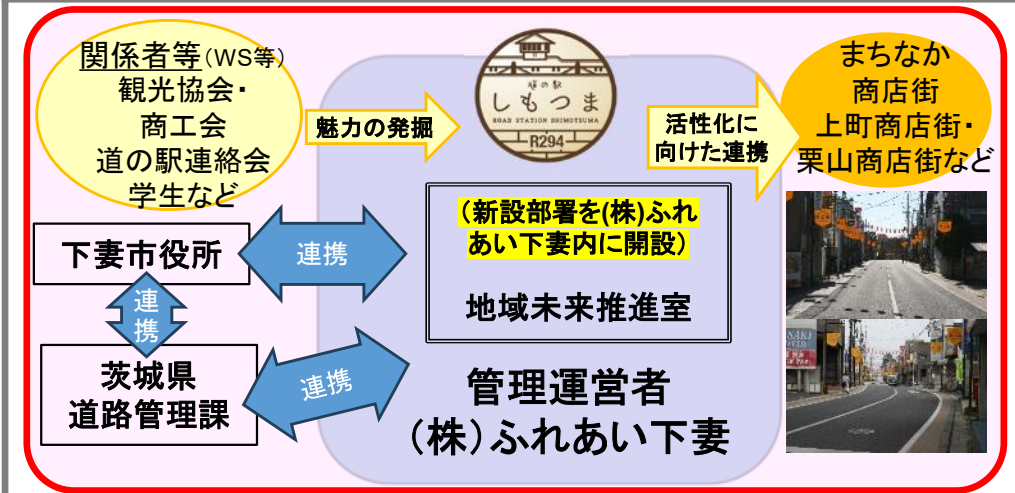 関係者等(WS等)
観光協会・
商工会
道の駅連絡会
学生など
魅力の発掘
道の駅
しもつま
ROAD STATION SHIMOTSUMA
R294
活性化に
向けた連携
まちなか
商店街
上町商店街・
栗山商店街など
下妻市役所
連携
(新設部署を(株)ふれ
あい下妻内に開設)
地域未来推進室
連
携
茨城県
道路管理課
連携
管理運営者
(株)ふれあい下妻